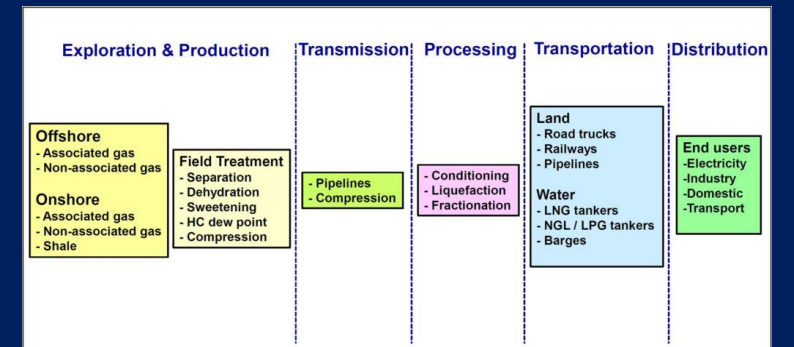 Exploration & Production
Transmission
Processing
Transportation
Distribution
Offshore
- Associated gas
- Non-associated gas
Onshore
- Associated gas
- Non-associated gas
- Shale
Field Treatment
- Separation
- Dehydration
- Sweetening
- HC dew point
- Compression
- Pipelines
- Compression
- Conditioning
- Liquefaction
- Fractionation
Land
- Road trucks
- Railways
- Pipelines
Water
- LNG tankers
- NGL / LPG tankers
- Barges
End users
-Electricity
-Industry
-Domestic
-Transport